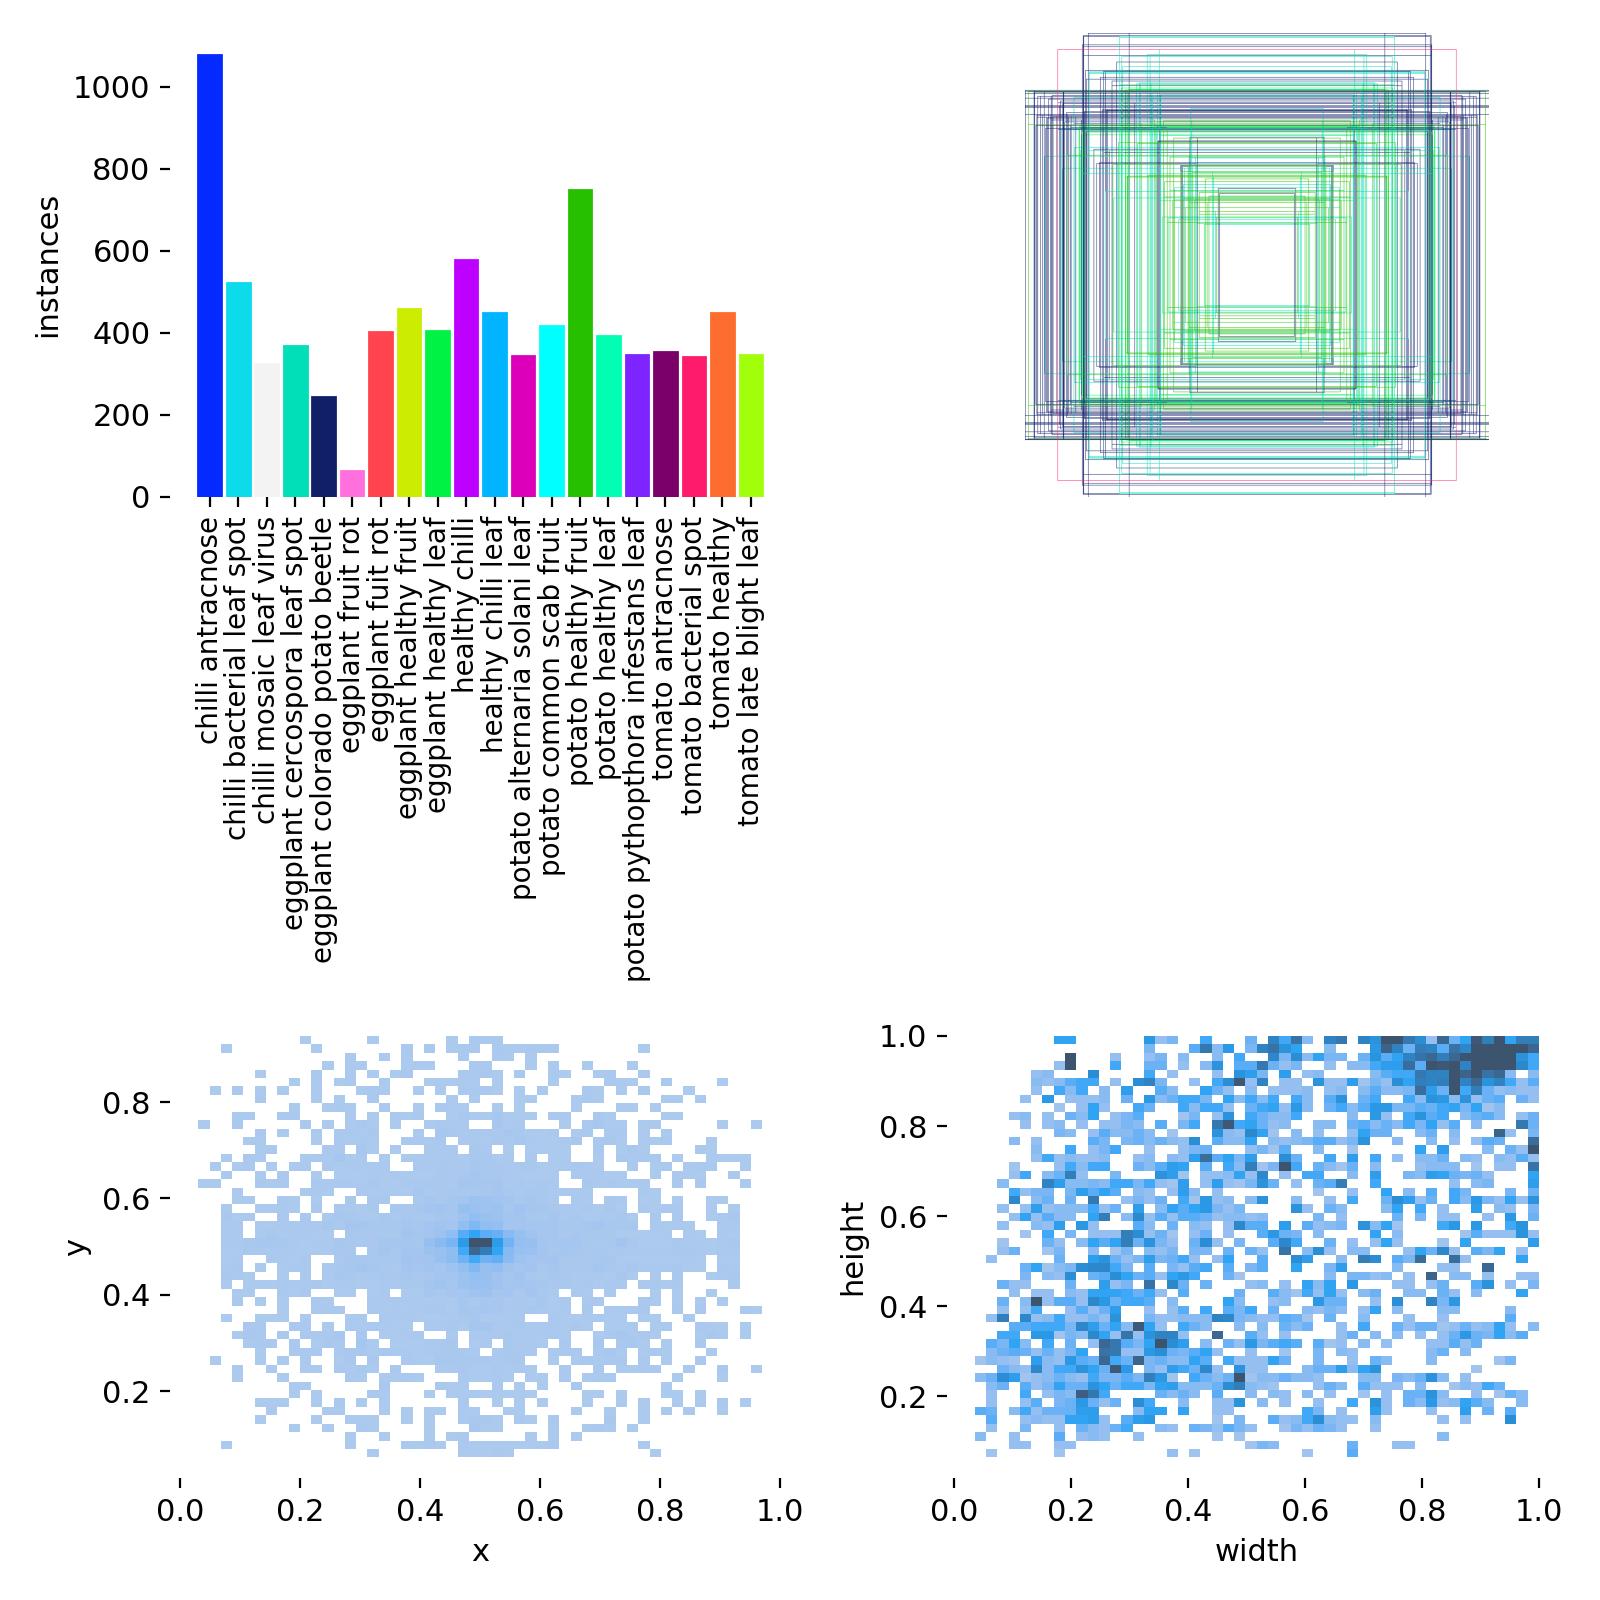 instances
1000
800
600
400
200
0
chilli antracnose
chilli bacterial leaf spot
chilli mosaic leaf virus
eggplant cercospora leaf spot
eggplant colorado potato beetle
eggplant fruit rot
eggplant fuit rot
eggplant healthy fruit
eggplant healthy leaf
healthy chilli
healthy chilli leaf
potato alternaria solani leaf
potato common scab fruit
potato healthy fruit
potato healthy leaf
potato pythopthora infestans leaf
tomato antracnose
tomato bacterial spot
tomato healthy
tomato late blight leaf
y
0.8
0.6
0.4
0.2
0.0 0.2 0.4 0.6 0.8 1.0
x
height
1.0
0.8
0.6
0.4
0.2
0.0 0.2 0.4 0.6 0.8 1.0
width